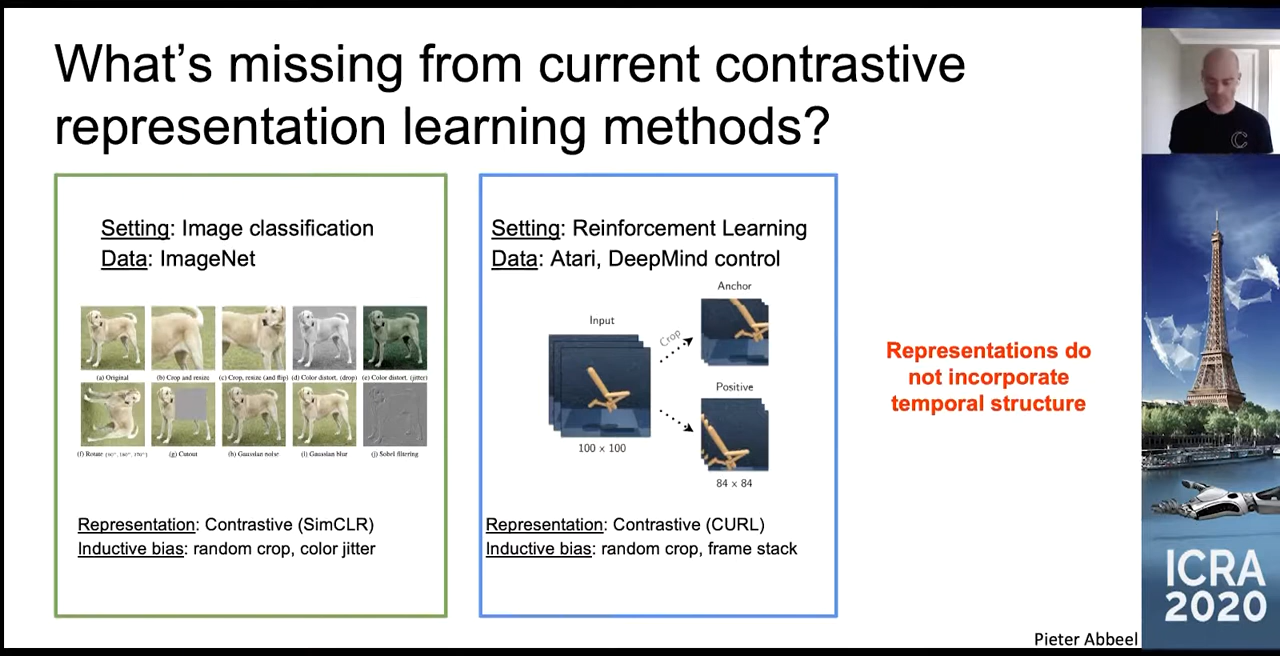 What's missing from current contrastive
representation learning methods?
Setting: Image classification
Data: ImageNet
(a) Original
(b) Crop and resize
(c) Crop, resize (and flip)
(d) Color distort. (drop)
(e) Color distort. (jitter)
(f) Rotate {90°, 180°, 270°}
(g) Cutout
(h) Gaussian noise
(i) Gaussian blur
(j) Sobel filtering
Representation: Contrastive (SimCLR)
Inductive bias: random crop, color jitter
Setting: Reinforcement Learning
Data: Atari, DeepMind control
Anchor
Input
Crop
Positive
100 x 100
84 x 84
Representation: Contrastive (CURL)
Inductive bias: random crop, frame stack
Representations do
not incorporate
temporal structure
Pieter Abbeel
C
ICRA
2020